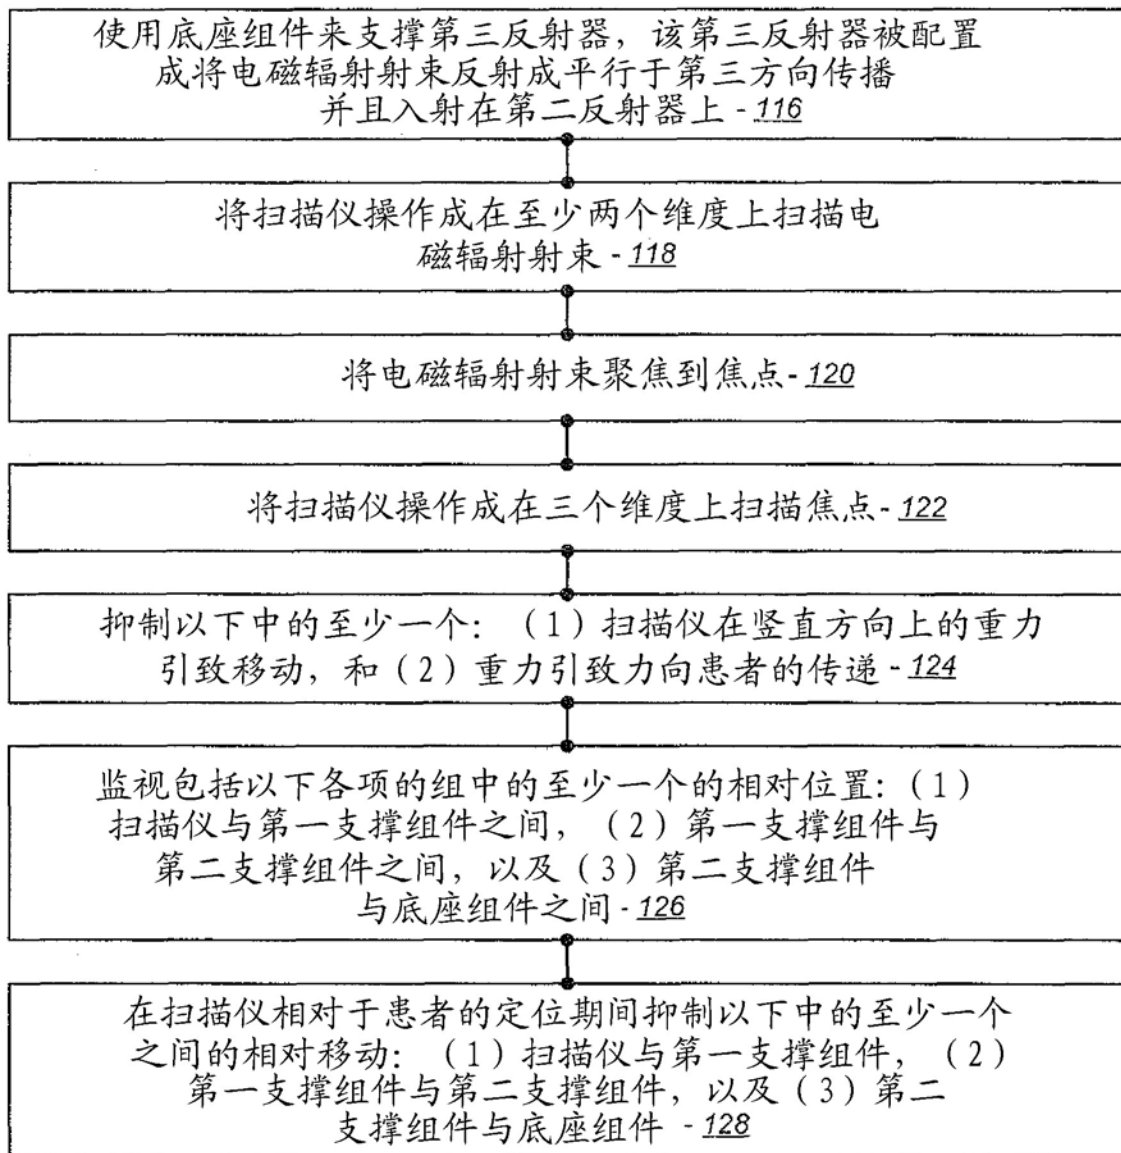 使用底座组件来支撑第三反射器，该第三反射器被配置
成将电磁辐射射束反射成平行于第三方向传播
并且入射在第二反射器上 - 116
将扫描仪操作成在至少两个维度上扫描电
磁辐射射束 - 118
将电磁辐射射束聚焦到焦点- 120
将扫描仪操作成在三个维度上扫描焦点- 122
抑制以下中的至少一个：（1）扫描仪在竖直方向上的重力
引致移动，和（2）重力引致力向患者的传递- 124
监视包括以下各项的组中的至少一个的相对位置:（1）
扫描仪与第一支撑组件之间，（2）第一支撑组件与
第二支撑组件之间，以及（3）第二支撑组件
与底座组件之间 - 126
在扫描仪相对于患者的定位期间抑制以下中的至少一个
之间的相对移动：（1）扫描仪与第一支撑组件，（2）
第一支撑组件与第二支撑组件，以及（3）第二
支撑组件与底座组件 - 128